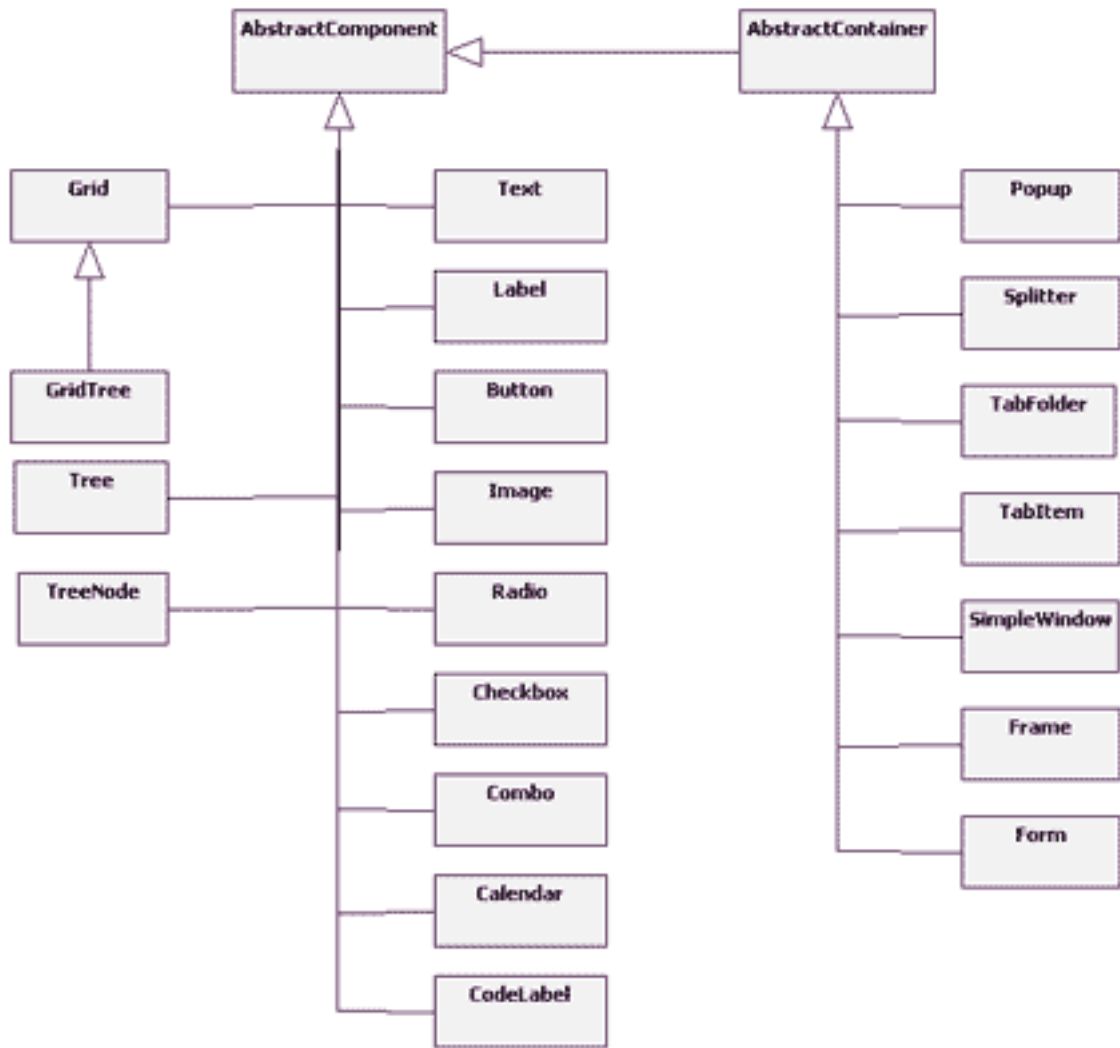 AbstractComponent
AbstractContainer
Grid
Text
Popup
Label
Splitter
GridTree
Button
TabFolder
Tree
Image
TabItem
TreeNode
Radio
SimpleWindow
Checkbox
Frame
Combo
Form
Calendar
CodeLabel